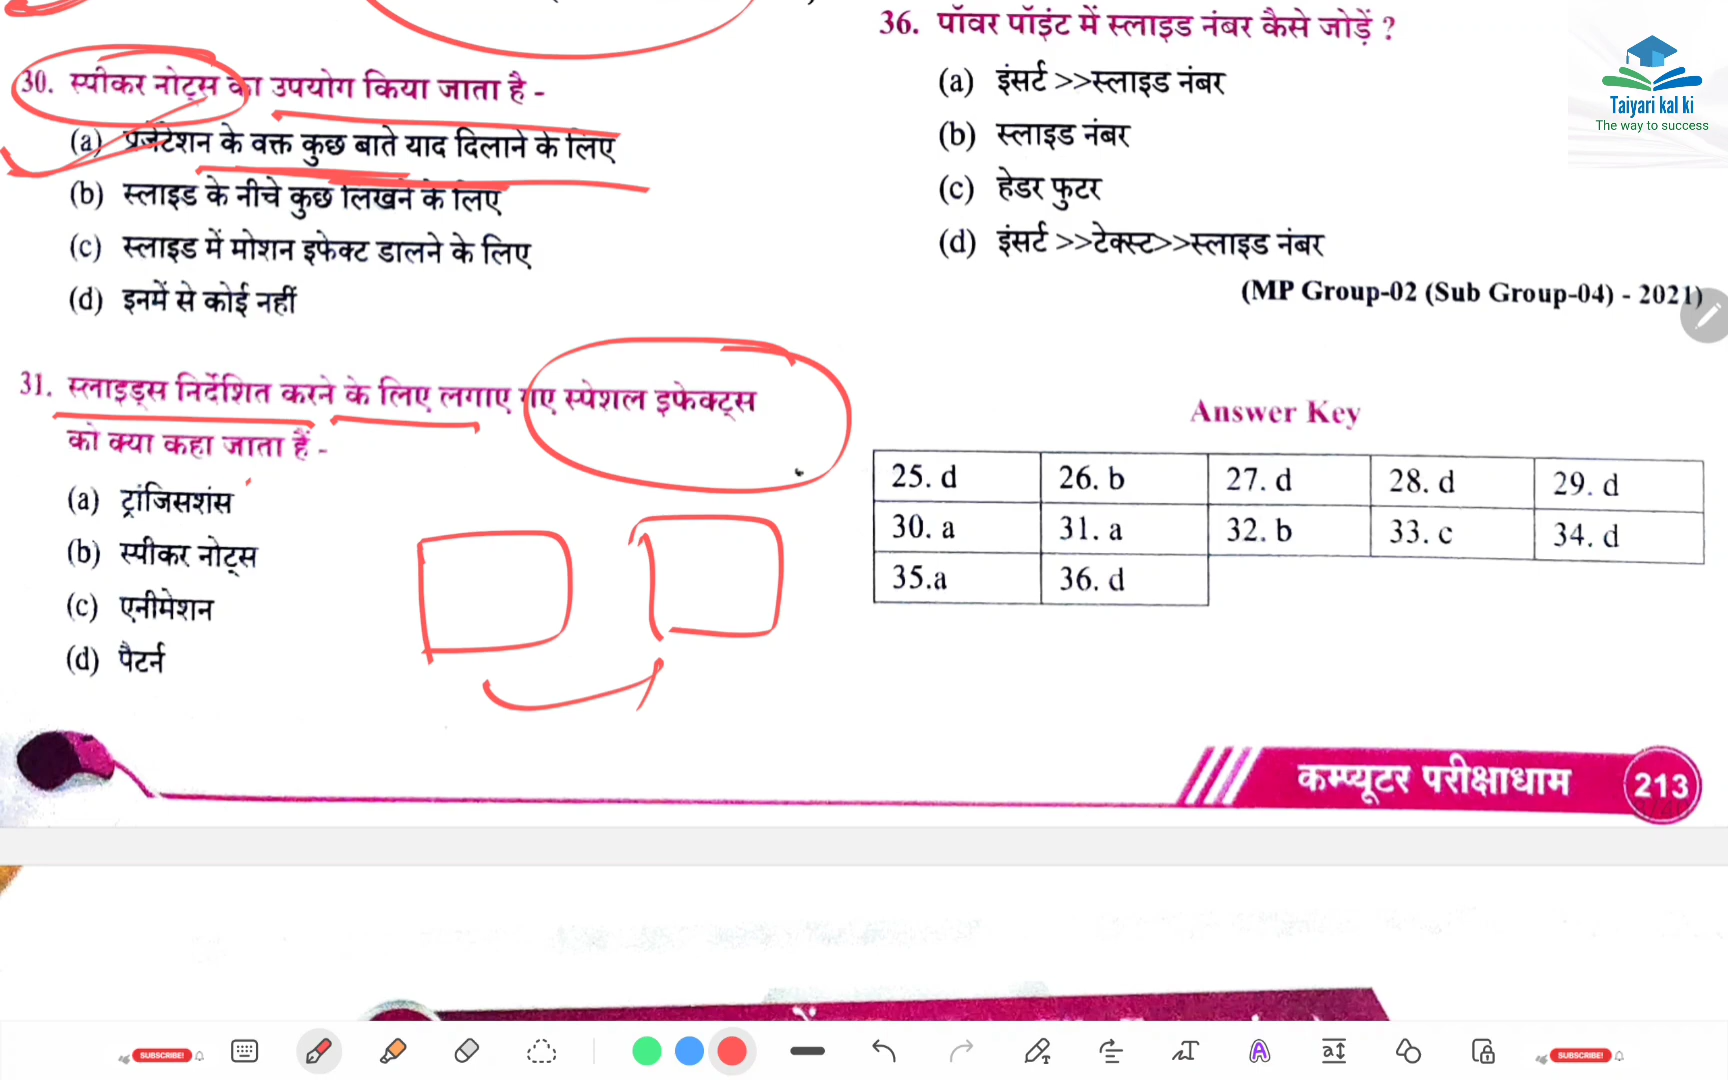 30. स्पीकर नोट्स का उपयोग किया जाता है -
(a) प्रजेंटेशन के वक्त कुछ बाते याद दिलाने के लिए
(b) स्लाइड के नीचे कुछ लिखने के लिए
(c) स्लाइड में मोशन इफेक्ट डालने के लिए
(d) इनमें से कोई नहीं
31. स्लाइड्स निर्देशित करने के लिए लगाए गए स्पेशल इफेक्ट्स
को क्या कहा जाता हैं -
(a) ट्रांजिसशंस
(b) स्पीकर नोट्स
(c) एनीमेशन
(d) पैटर्न
36. पॉवर पॉइंट में स्लाइड नंबर कैसे जोड़ें ?
(a) इंसर्ट >>स्लाइड नंबर
(b) स्लाइड नंबर
(c) हेडर फुटर
(d) इंसर्ट >>टेक्स्ट>>स्लाइड नंबर
(MP Group-02 (Sub Group-04) - 2021)
Taiyari kal ki
The way to success
Answer Key
25. d 26. b 27. d 28. d 29. d
30. a 31. a 32. b 33. c 34. d
35.a 36. d
कम्प्यूटर परीक्षाधाम 213
SUBSCRIBE! SUBSCRIBE!